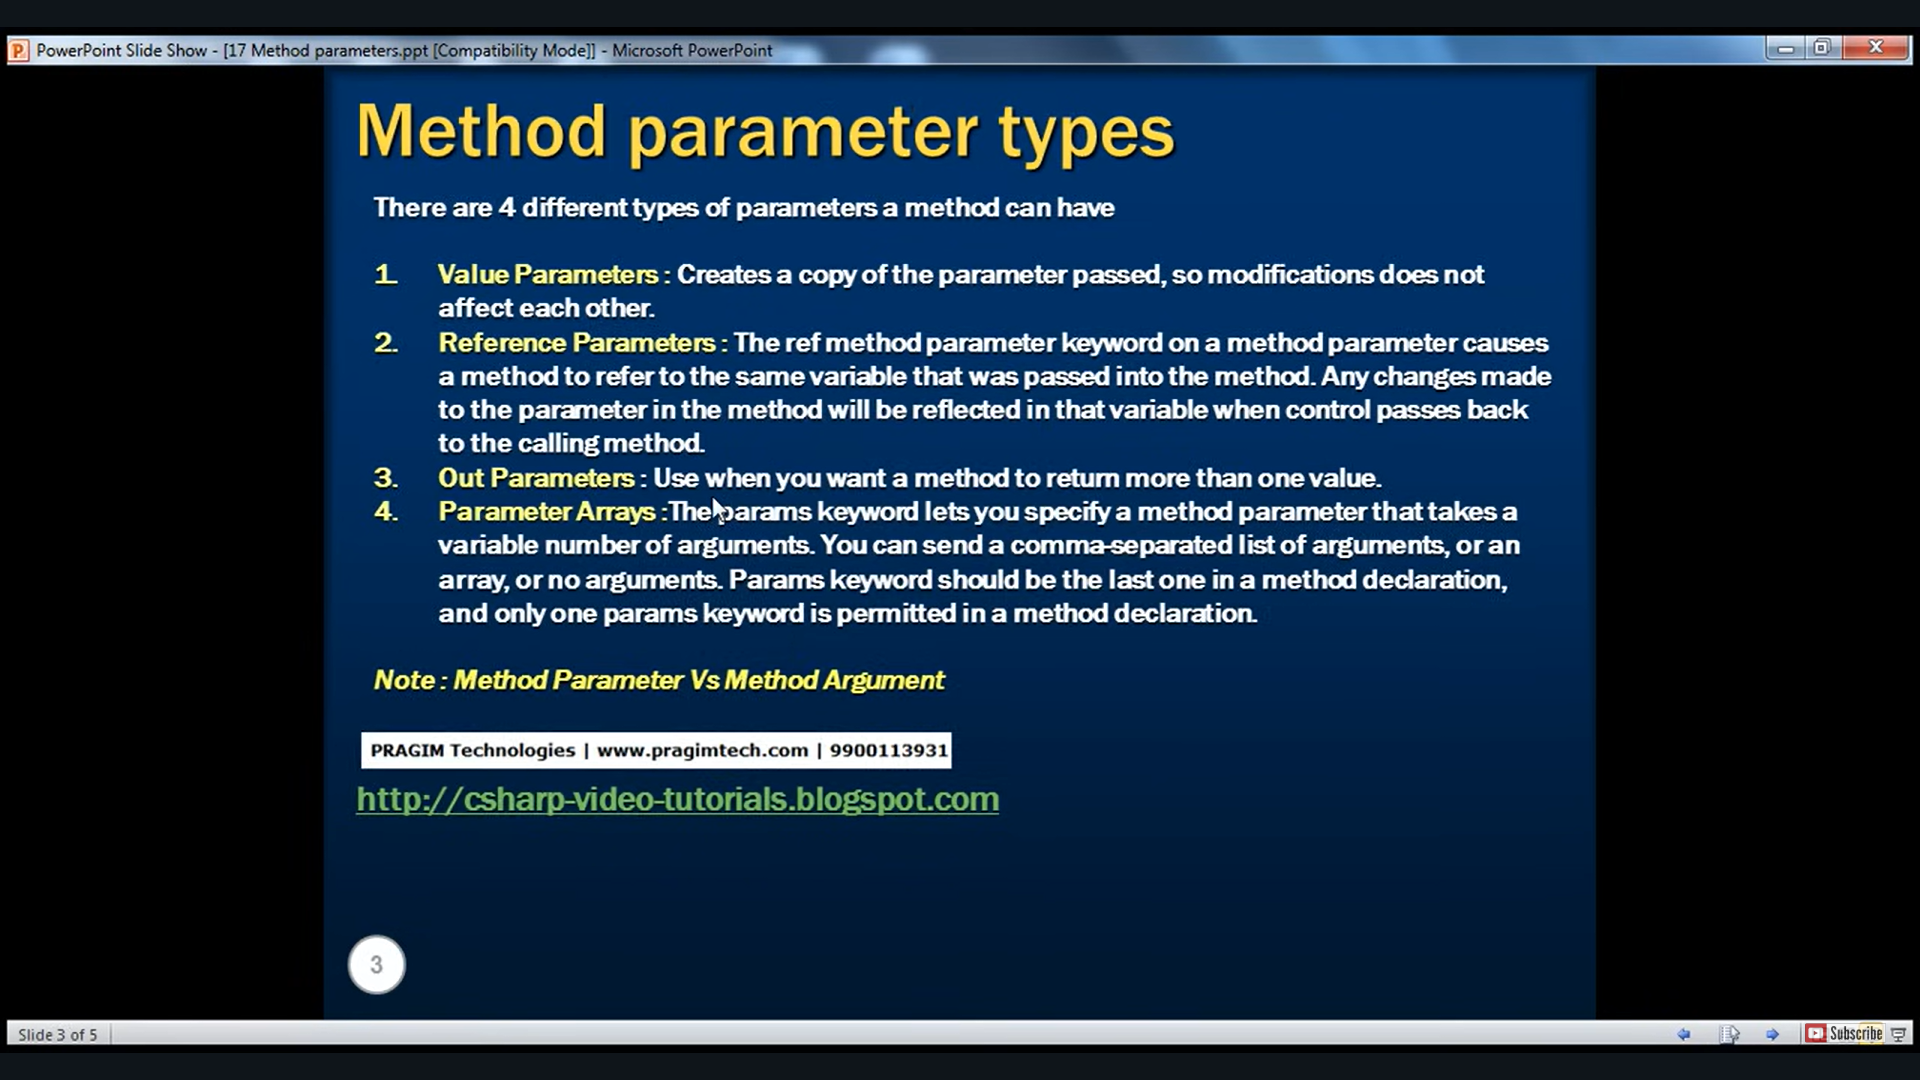 PowerPoint Slide Show - [17 Method parameters.ppt [Compatibility Mode]] - Microsoft PowerPoint
Method parameter types
There are 4 different types of parameters a method can have
1. Value Parameters : Creates a copy of the parameter passed, so modifications does not
affect each other.
2. Reference Parameters : The ref method parameter keyword on a method parameter causes
a method to refer to the same variable that was passed into the method. Any changes made
to the parameter in the method will be reflected in that variable when control passes back
to the calling method.
3. Out Parameters : Use when you want a method to return more than one value.
4. Parameter Arrays :The params keyword lets you specify a method parameter that takes a
variable number of arguments. You can send a comma-separated list of arguments, or an
array, or no arguments. Params keyword should be the last one in a method declaration,
and only one params keyword is permitted in a method declaration.
Note : Method Parameter Vs Method Argument
PRAGIM Technologies | www.pragimtech.com | 9900113931
http://csharp-video-tutorials.blogspot.com
3
Slide 3 of 5
Subscribe